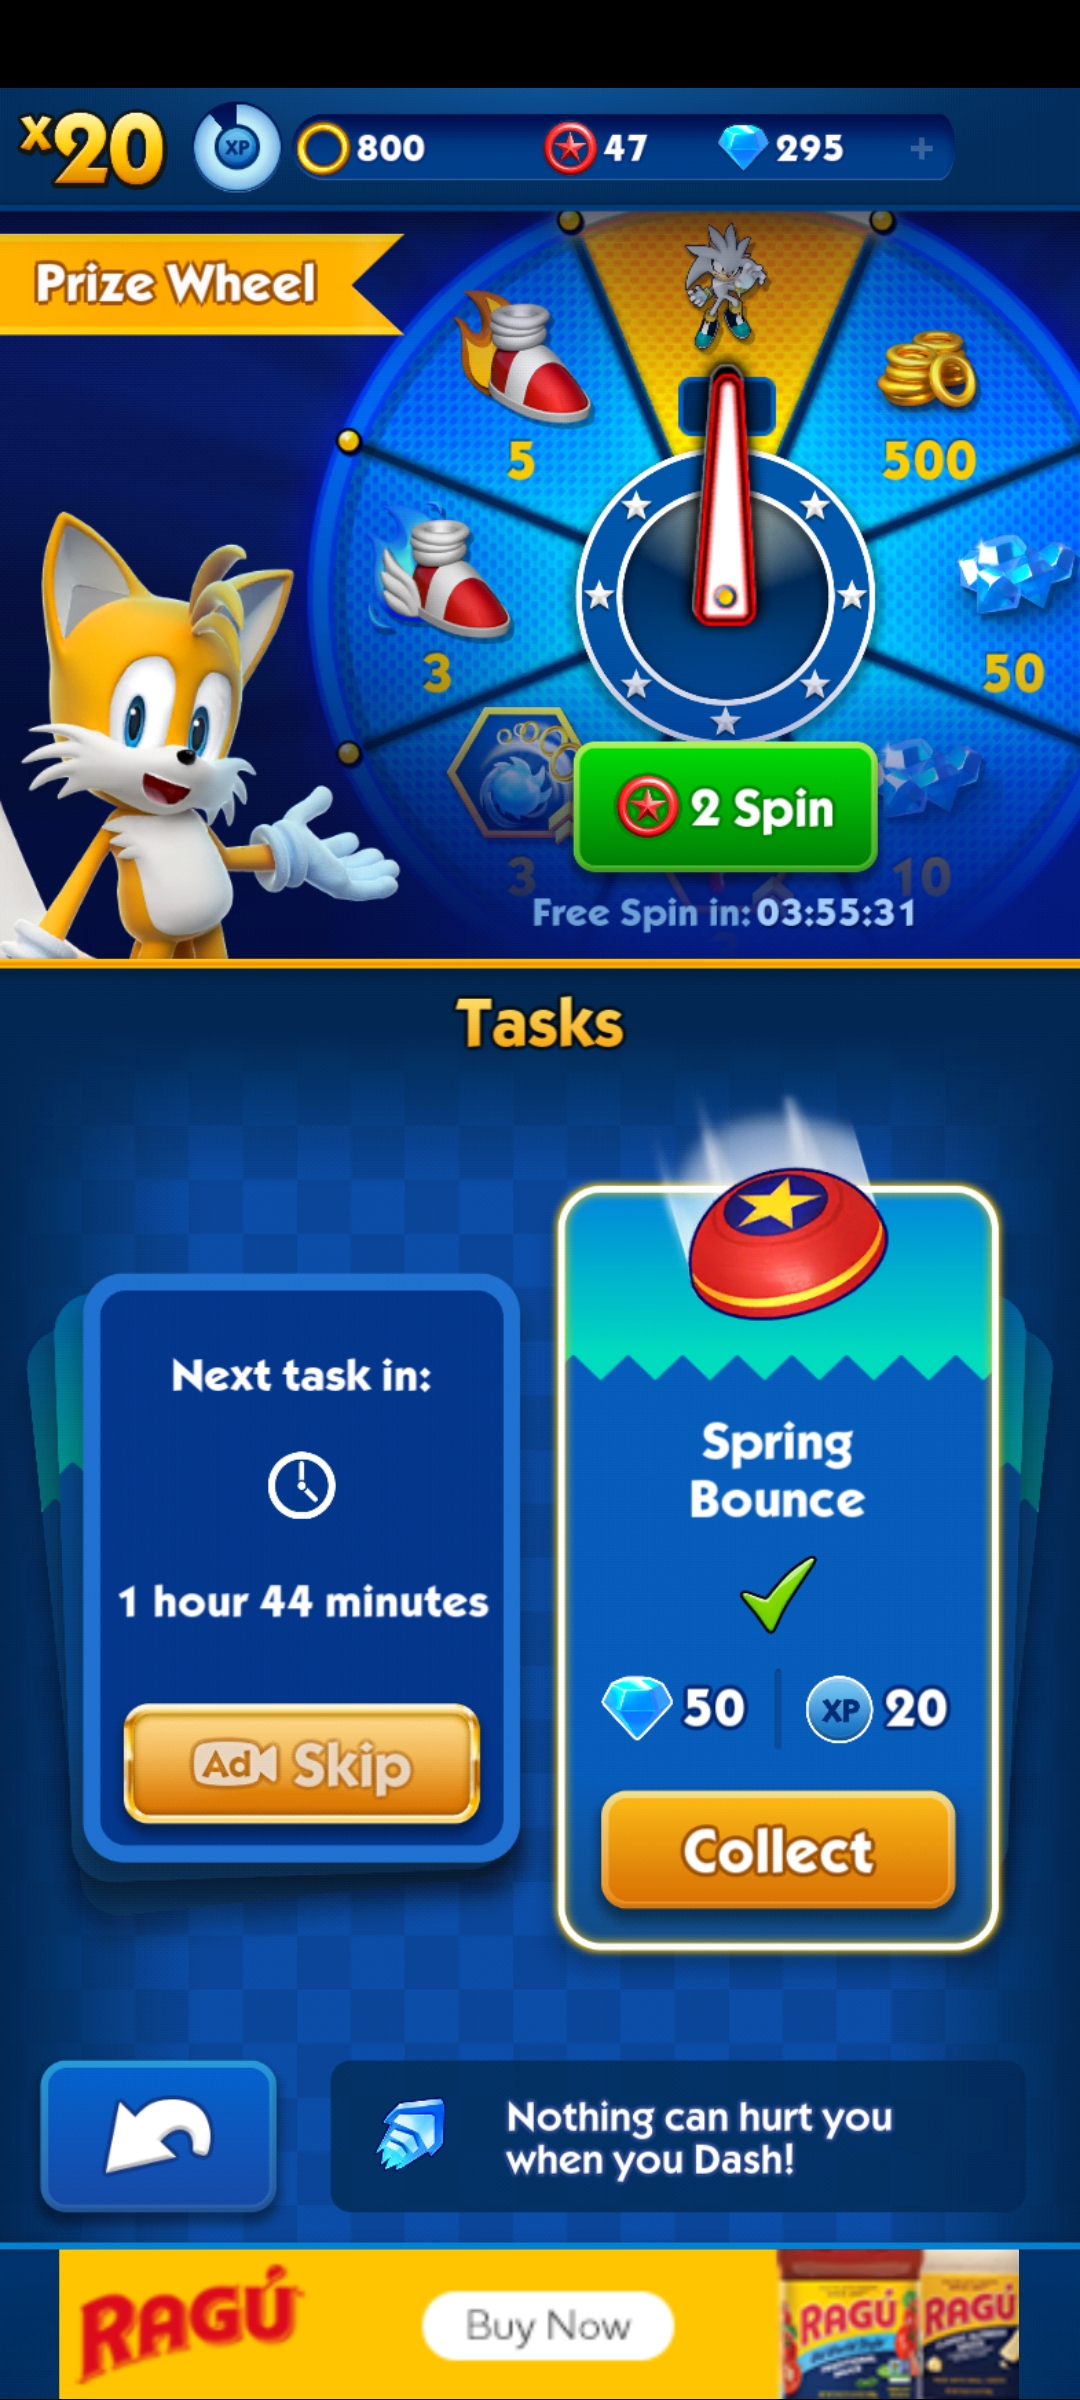 x20
XP
800
47
295
+
Prize Wheel
5
500
3
50
2 Spin
3
10
Free Spin in: 03:55:31
Tasks
Next task in:
1 hour 44 minutes
Ad Skip
Spring
Bounce
50
XP 20
Collect
Nothing can hurt you
when you Dash!
RAGÚ
Buy Now
RAGÚ
RAGÚ